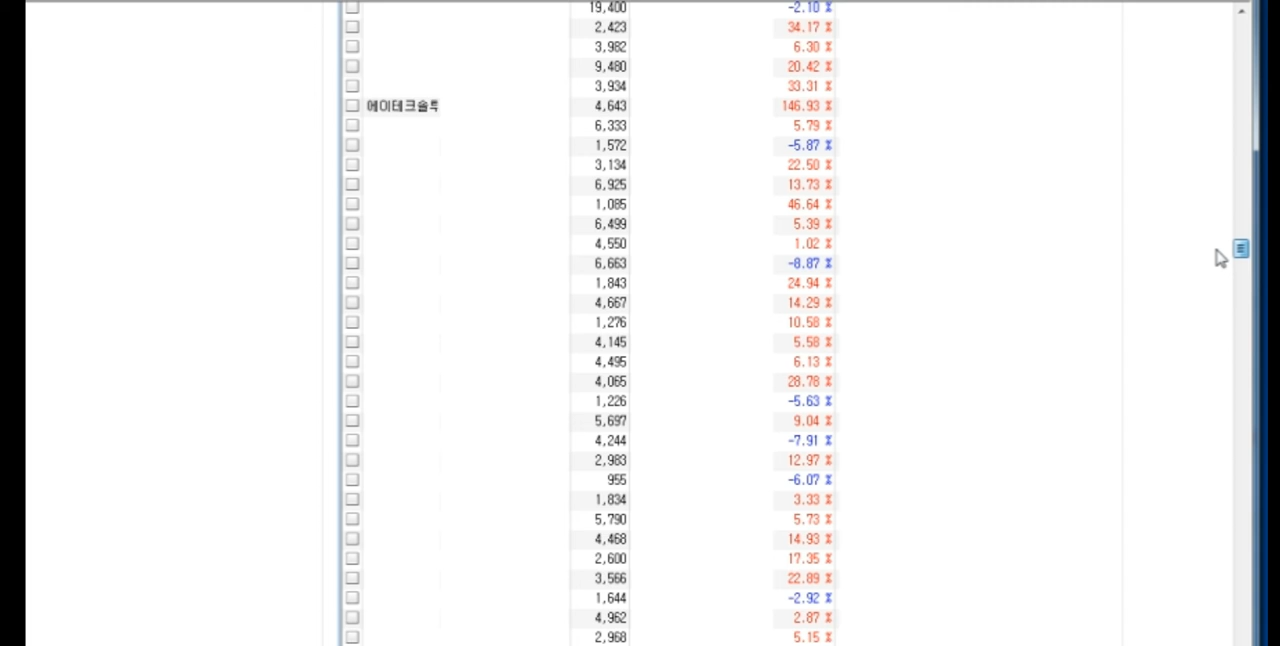 19,400 -2.10 %
2,423 34.17 %
3,982 6.30 %
9,480 20.42 %
3,934 33.31 %
에이테크솔루 4,643 146.93 %
6,333 5.79 %
1,572 -5.87 %
3,134 22.50 %
6,925 13.73 %
1,085 46.64 %
6,499 5.39 %
4,550 1.02 %
6,663 -8.87 %
1,843 24.94 %
4,667 14.29 %
1,276 10.58 %
4,145 5.58 %
4,495 6.13 %
4,065 28.78 %
1,226 -5.63 %
5,697 9.04 %
4,244 -7.91 %
2,983 12.97 %
955 -6.07 %
1,834 3.33 %
5,790 5.73 %
4,468 14.93 %
2,600 17.35 %
3,566 22.89 %
1,644 -2.92 %
4,962 2.87 %
2,968 5.15 %